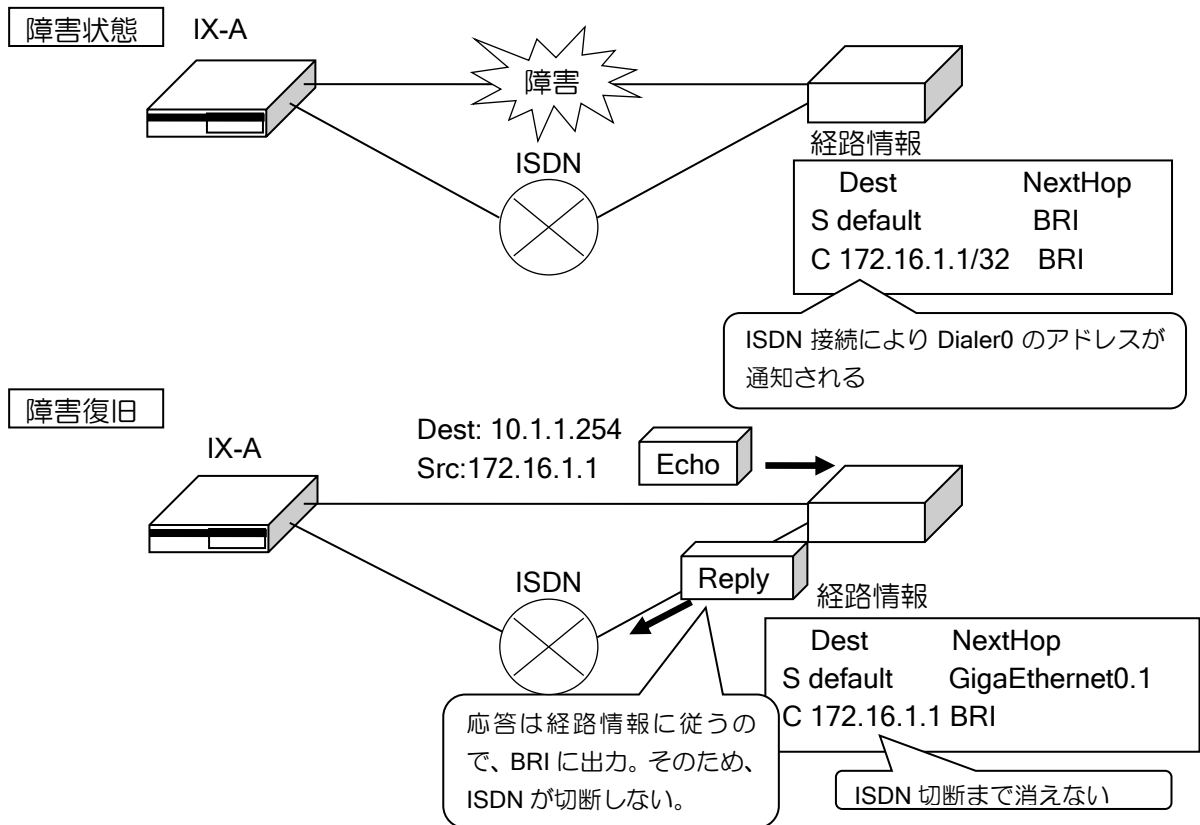 障害状態 IX-A
障害
ISDN
経路情報
Dest NextHop
S default BRI
C 172.16.1.1/32 BRI
ISDN 接続により Dialer0 のアドレスが
通知される
障害復旧
IX-A
Dest: 10.1.1.254
Src:172.16.1.1
Echo
ISDN
Reply
経路情報
Dest NextHop
S default GigaEthernet0.1
C 172.16.1.1 BRI
応答は経路情報に従うの
で、BRI に出力。そのため、
ISDN が切断しない。
ISDN 切断まで消えない